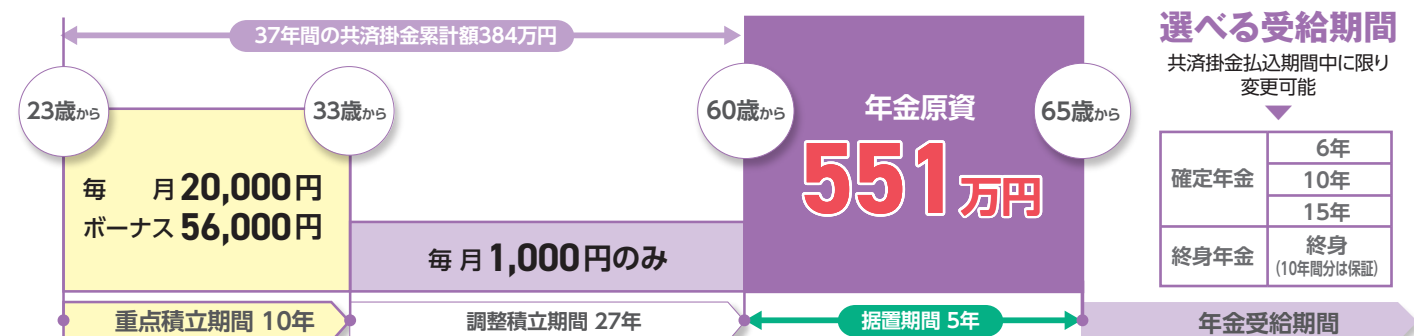 37年間の共済掛金累計額384万円
23歳から
33歳から
60歳から
65歳から
毎　月20,000円
ボーナス56,000円
毎月1,000円のみ
年金原資
551万円
重点積立期間 10年
調整積立期間 27年
据置期間 5年
年金受給期間
選べる受給期間
共済掛金払込期間中に限り
変更可能
確定年金
6年
10年
15年
終身年金
終身
(10年間分は保証)